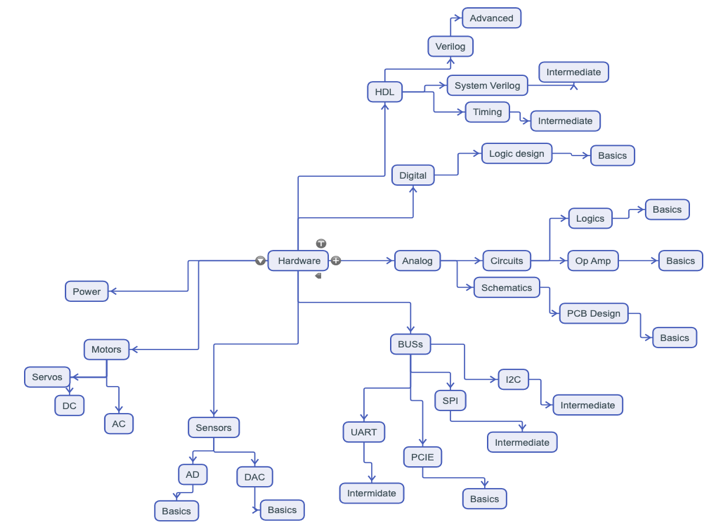 Advanced
Verilog
Intermediate
HDL
System Verilog
Timing
Intermediate
Logic design
Basics
Digital
Basics
Logics
Hardware
Analog
Circuits
Op Amp
Basics
Power
Schematics
PCB Design
Basics
Motors
BUSs
Servos
I2C
DC
SPI
Intermediate
AC
Sensors
UART
Intermediate
PCIE
AD
DAC
Intermidate
Basics
Basics
Basics